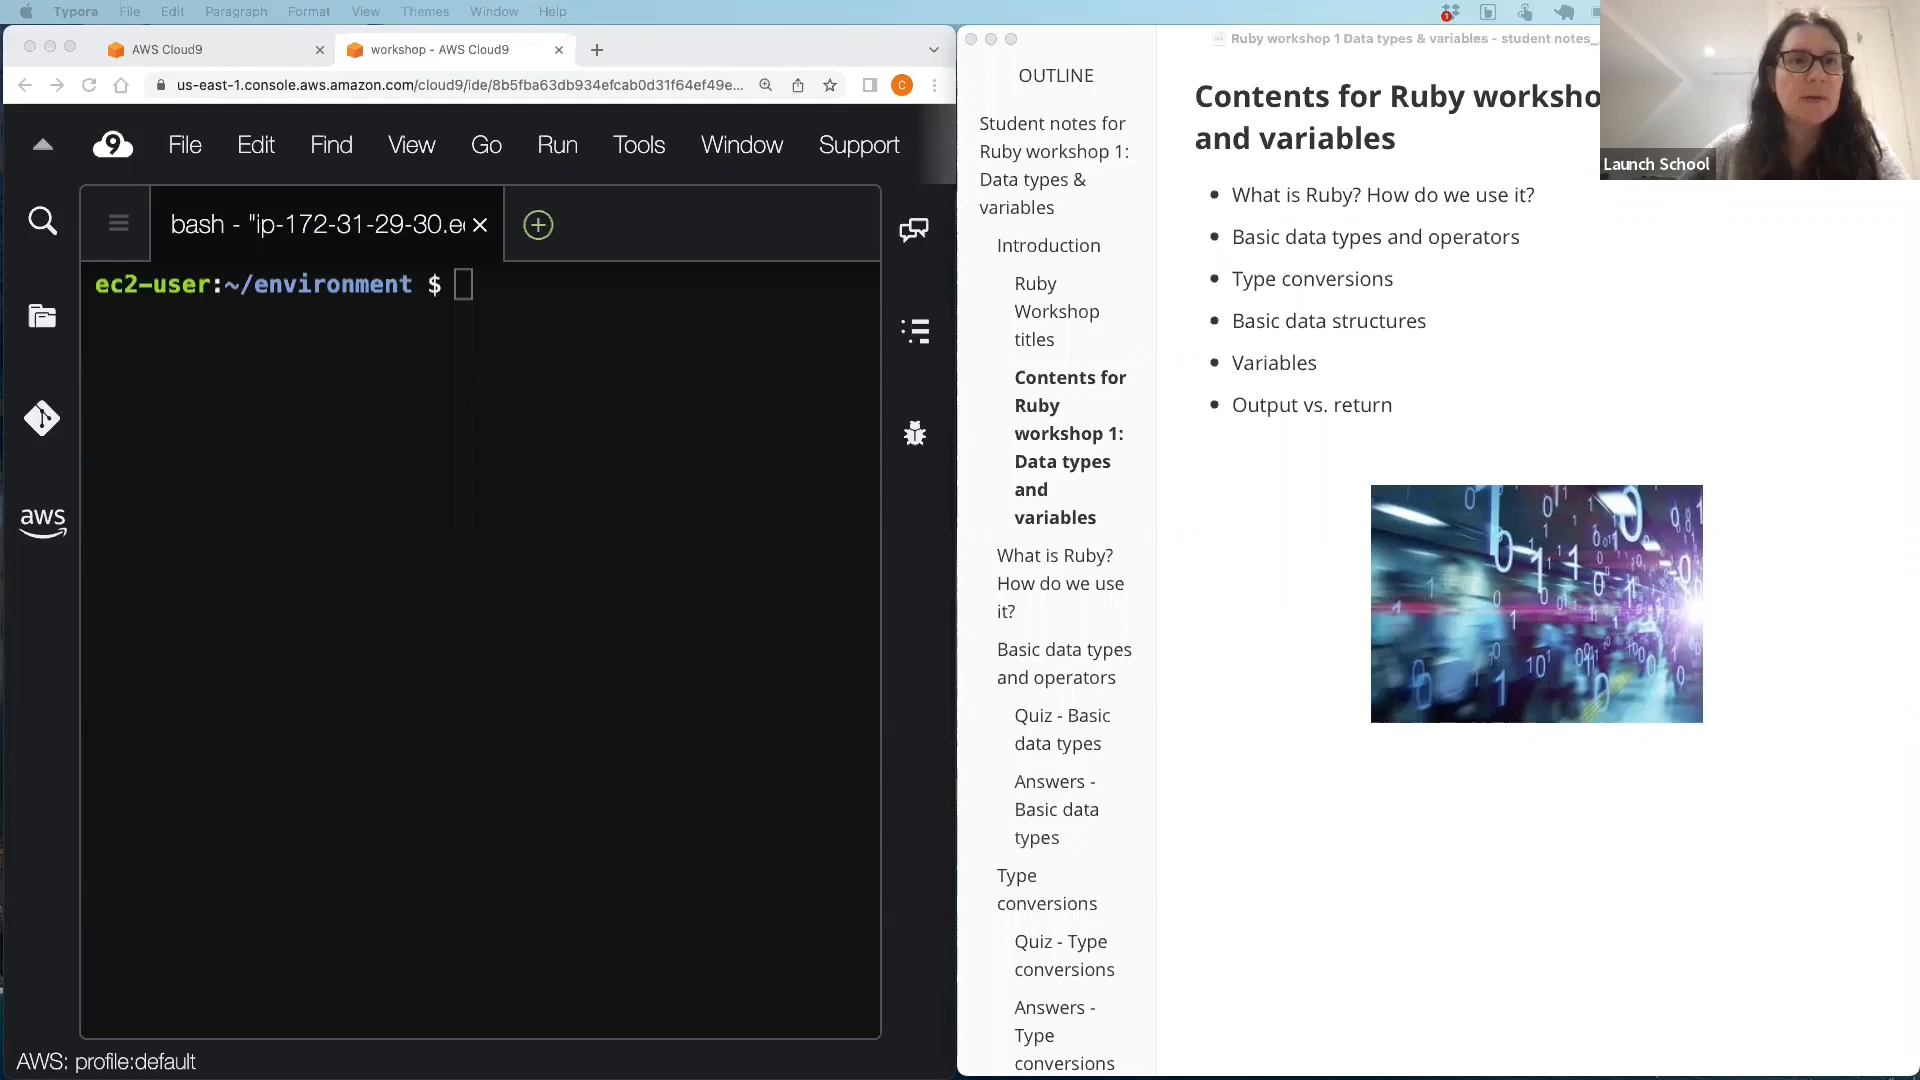 Typora File Edit Paragraph Format View Themes Window Help
1
AWS Cloud9
workshop - AWS Cloud9
us-east-1.console.aws.amazon.com/cloud9/ide/8b5fba63db934efcab0d31f64ef49e...
C
9 File Edit Find View Go Run Tools Window Support
bash - "ip-172-31-29-30.e
ec2-user:~/environment $
aws
AWS: profile:default
Ruby workshop 1 Data types & variables - student notes_
OUTLINE
Student notes for
Ruby workshop 1:
Data types &
variables
Introduction
Ruby
Workshop
titles
Contents for
Ruby
workshop 1:
Data types
and
variables
What is Ruby?
How do we use
it?
Basic data types
and operators
Quiz - Basic
data types
Answers -
Basic data
types
Type
conversions
Quiz - Type
conversions
Answers -
Type
conversions
Contents for Ruby worksho
and variables
What is Ruby? How do we use it?
Basic data types and operators
Type conversions
Basic data structures
Variables
Output vs. return
Launch School